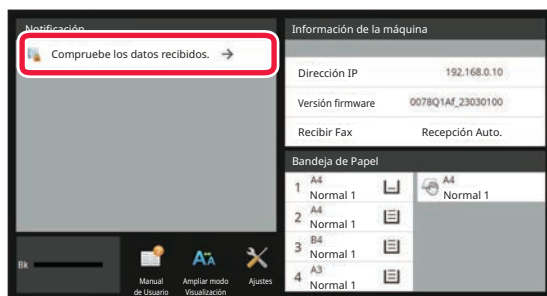 Notificación
Compruebe los datos recibidos. →
Información de la máquina
Dirección IP 192.168.0.10
Versión firmware 0078Q1Af_23030100
Recibir Fax Recepción Auto.
Bandeja de Papel
1 A4
Normal 1
A4
Normal 1
2 A4
Normal 1
3 B4
Normal 1
4 A3
Normal 1
Bk
Manual
de Usuario
Ampliar modo
Visualización
Ajustes